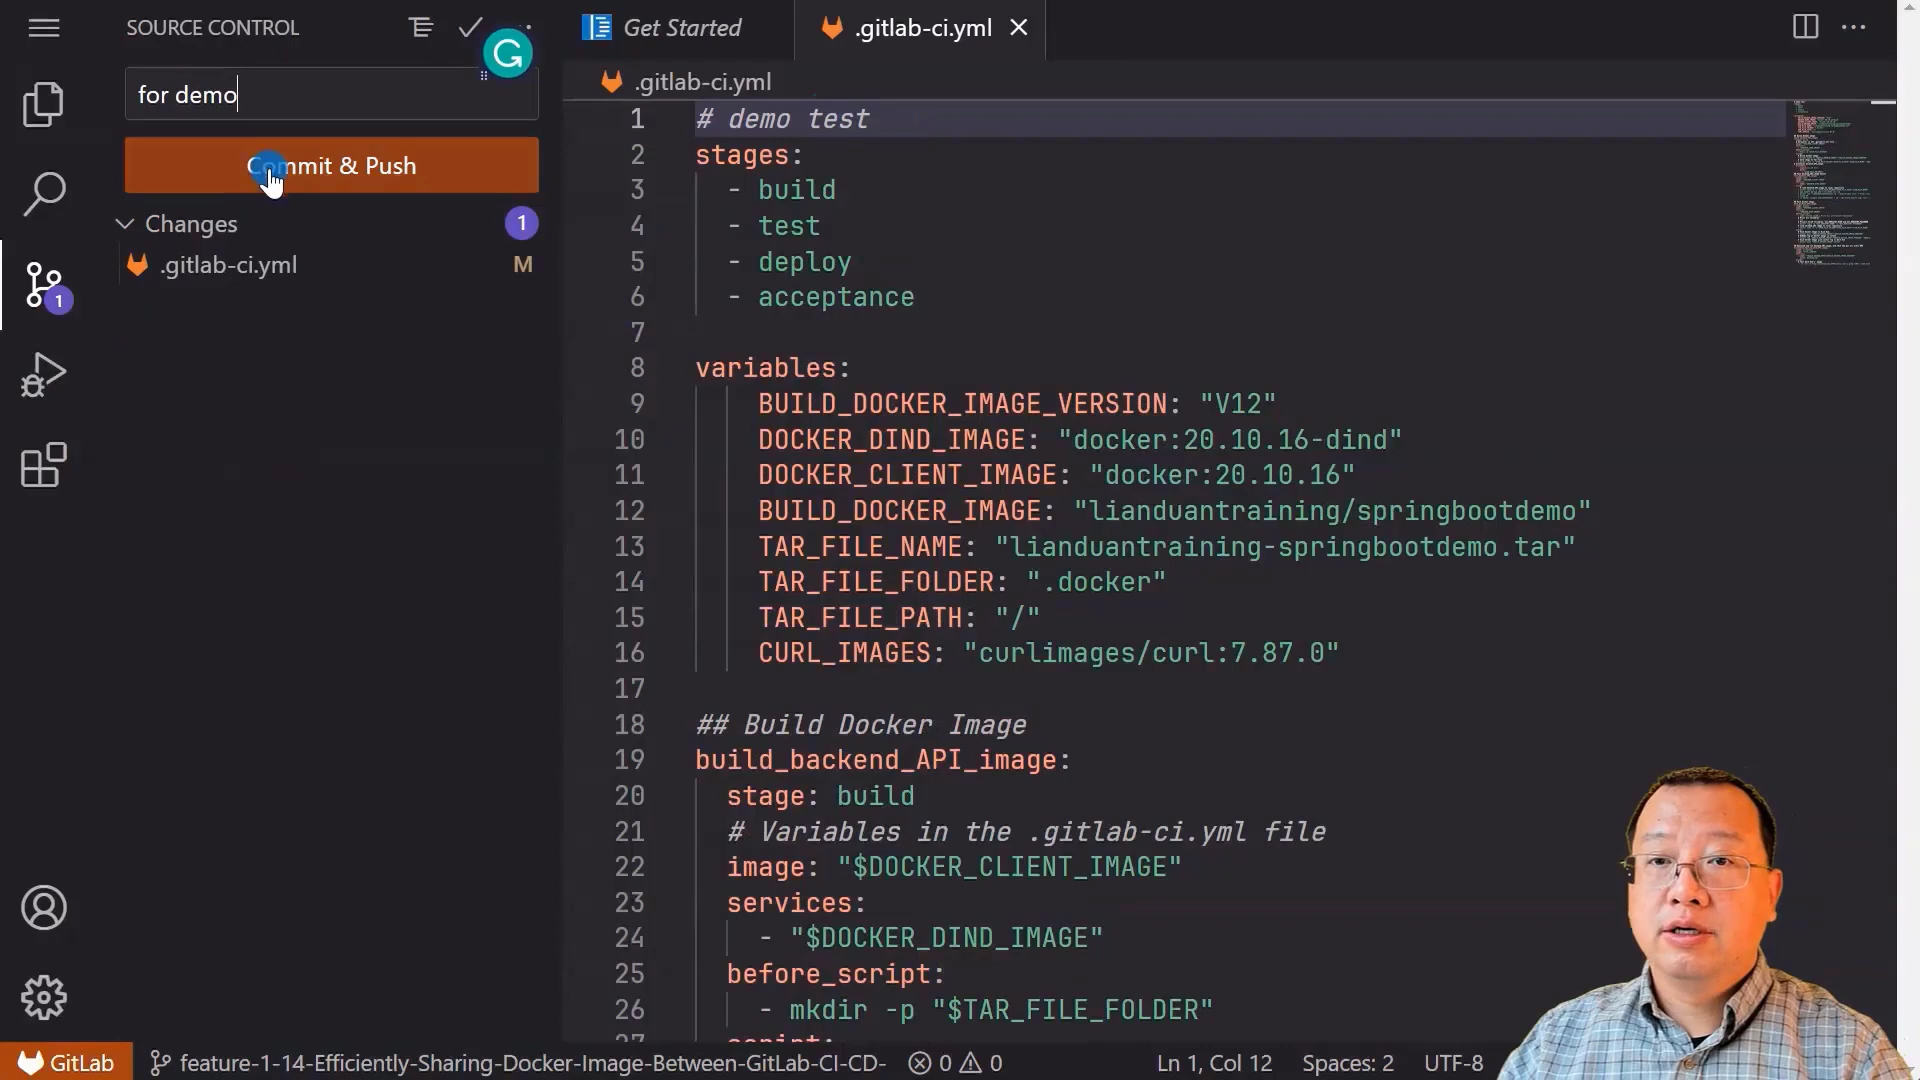 SOURCE CONTROL
Get Started
.gitlab-ci.yml
for demo
.gitlab-ci.yml
Commit & Push
Changes
1
.gitlab-ci.yml
M
1
1 # demo test
2 stages:
3 - build
4 - test
5 - deploy
6 - acceptance
7
8 variables:
9 BUILD_DOCKER_IMAGE_VERSION: "V12"
10 DOCKER_DIND_IMAGE: "docker:20.10.16-dind"
11 DOCKER_CLIENT_IMAGE: "docker:20.10.16"
12 BUILD_DOCKER_IMAGE: "lianduantraining/springbootdemo"
13 TAR_FILE_NAME: "lianduantraining-springbootdemo.tar"
14 TAR_FILE_FOLDER: ".docker"
15 TAR_FILE_PATH: "/"
16 CURL_IMAGES: "curlimages/curl:7.87.0"
17
18 ## Build Docker Image
19 build_backend_API_image:
20 stage: build
21 # Variables in the .gitlab-ci.yml file
22 image: "$DOCKER_CLIENT_IMAGE"
23 services:
24 - "$DOCKER_DIND_IMAGE"
25 before_script:
26 - mkdir -p "$TAR_FILE_FOLDER"
27 script:
GitLab
feature-1-14-Efficiently-Sharing-Docker-Image-Between-GitLab-CI-CD-
0
0
Ln 1, Col 12
Spaces: 2
UTF-8